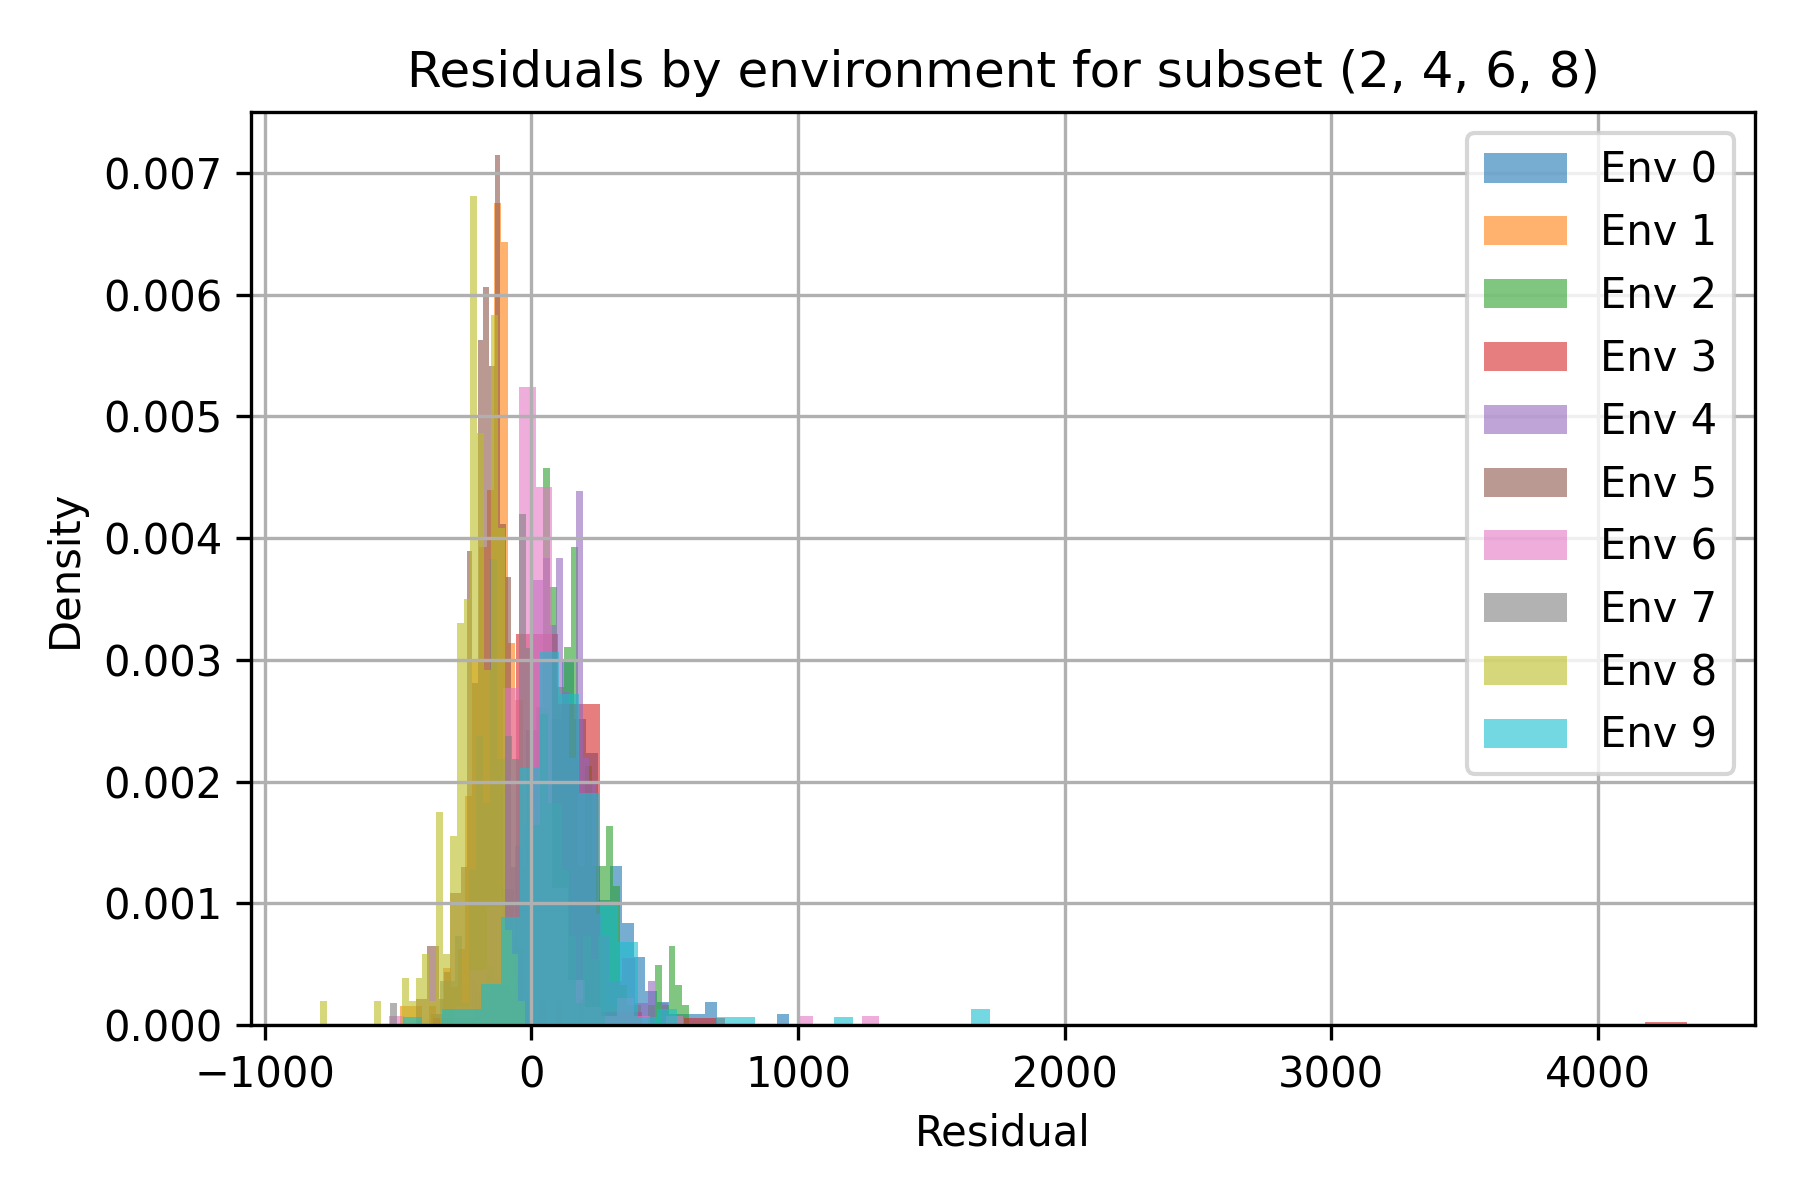 Residuals by environment for subset (2, 4, 6, 8)
0.007
0.006
0.005
0.004
0.003
0.002
0.001
0.000
Density
−1000
0
1000
2000
3000
4000
Residual
Env 0
Env 1
Env 2
Env 3
Env 4
Env 5
Env 6
Env 7
Env 8
Env 9